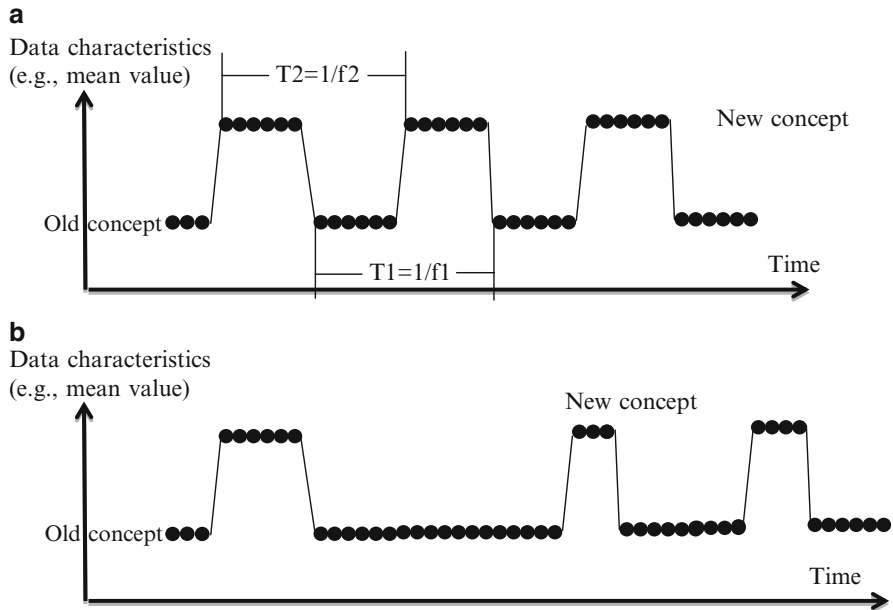 a
Data characteristics
(e.g., mean value)
T2=1/f2
New concept
Old concept
T1=1/f1
Time
b
Data characteristics
(e.g., mean value)
New concept
Old concept
Time